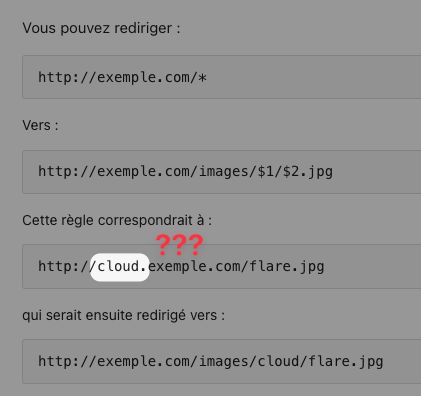 Vous pouvez rediriger :
http://exemple.com/*
Vers :
http://exemple.com/images/$1/$2.jpg
Cette règle correspondrait à :
???
http://cloud.exemple.com/flare.jpg
qui serait ensuite redirigé vers :
http://exemple.com/images/cloud/flare.jpg